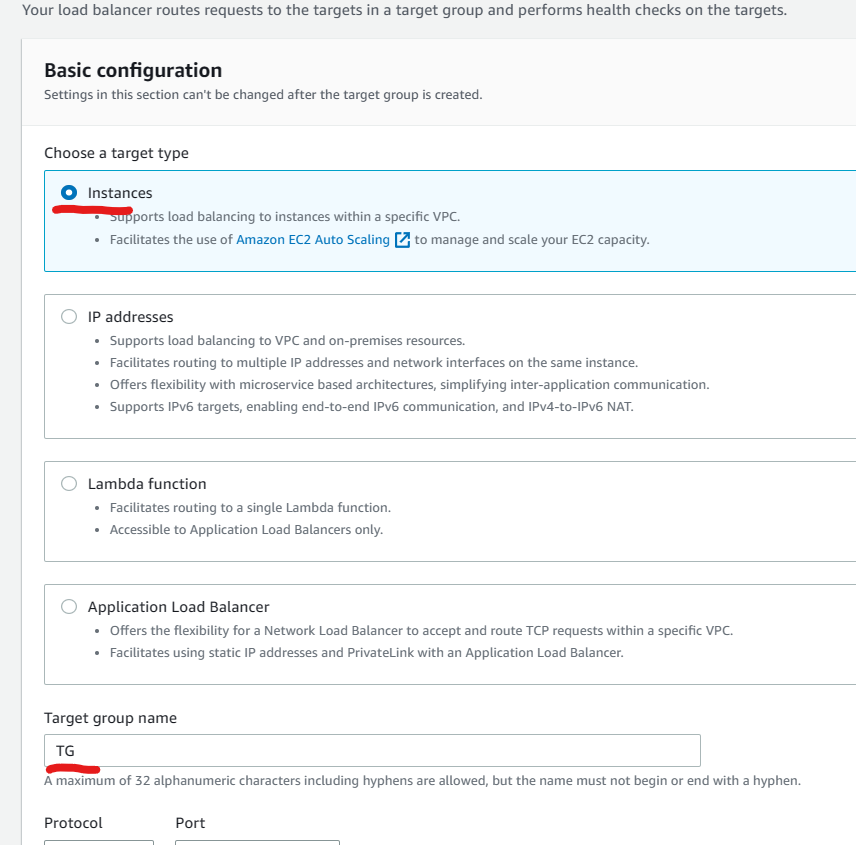 Your load balancer routes requests to the targets in a target group and performs health checks on the targets.
Basic configuration
Settings in this section can't be changed after the target group is created.
Choose a target type
Instances
• Supports load balancing to instances within a specific VPC.
• Facilitates the use of Amazon EC2 Auto Scaling to manage and scale your EC2 capacity.
IP addresses
• Supports load balancing to VPC and on-premises resources.
• Facilitates routing to multiple IP addresses and network interfaces on the same instance.
• Offers flexibility with microservice based architectures, simplifying inter-application communication.
• Supports IPv6 targets, enabling end-to-end IPv6 communication, and IPv4-to-IPv6 NAT.
Lambda function
• Facilitates routing to a single Lambda function.
• Accessible to Application Load Balancers only.
Application Load Balancer
• Offers the flexibility for a Network Load Balancer to accept and route TCP requests within a specific VPC.
• Facilitates using static IP addresses and PrivateLink with an Application Load Balancer.
Target group name
TG
A maximum of 32 alphanumeric characters including hyphens are allowed, but the name must not begin or end with a hyphen.
Protocol Port